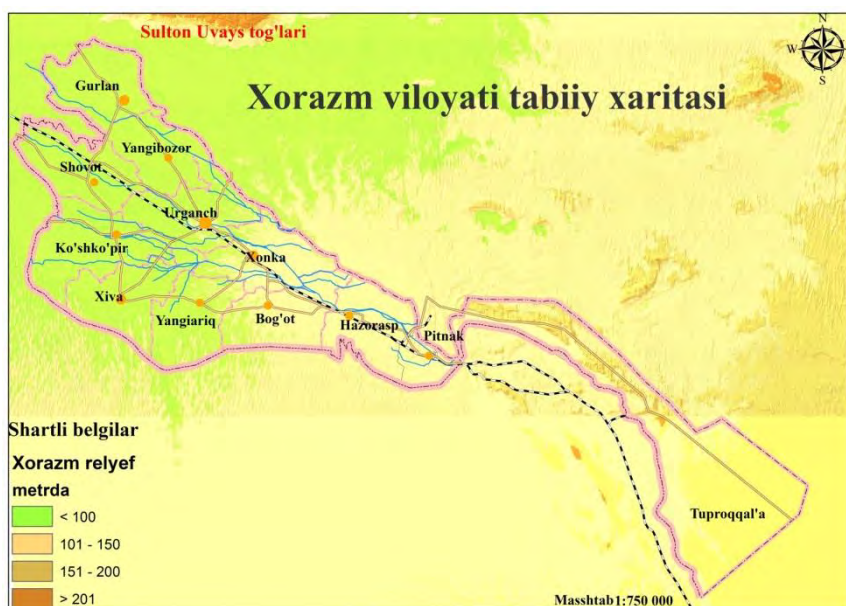 Sulton Uvays tog'lari
N
W E
S
Xorazm viloyati tabiiy xaritasi
Gurlan
Yangibozor
Shovot
Urganch
Ko'shko'pir
Xonka
Xiva
Yangiariq
Bog'ot
Hazorasp
Pitnak
Tuproqqal'a
Shartli belgilar
Xorazm relyef
metrda
< 100
101 - 150
151 - 200
> 201
Masshtab 1:750 000